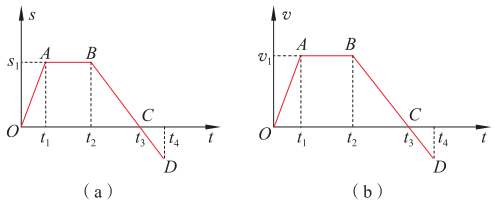 s
A
B
s₁
C
O
t₁
t₂
t₃
t₄
t
D
(a)
v
A
B
v₁
C
O
t₁
t₂
t₃
t₄
t
D
(b)